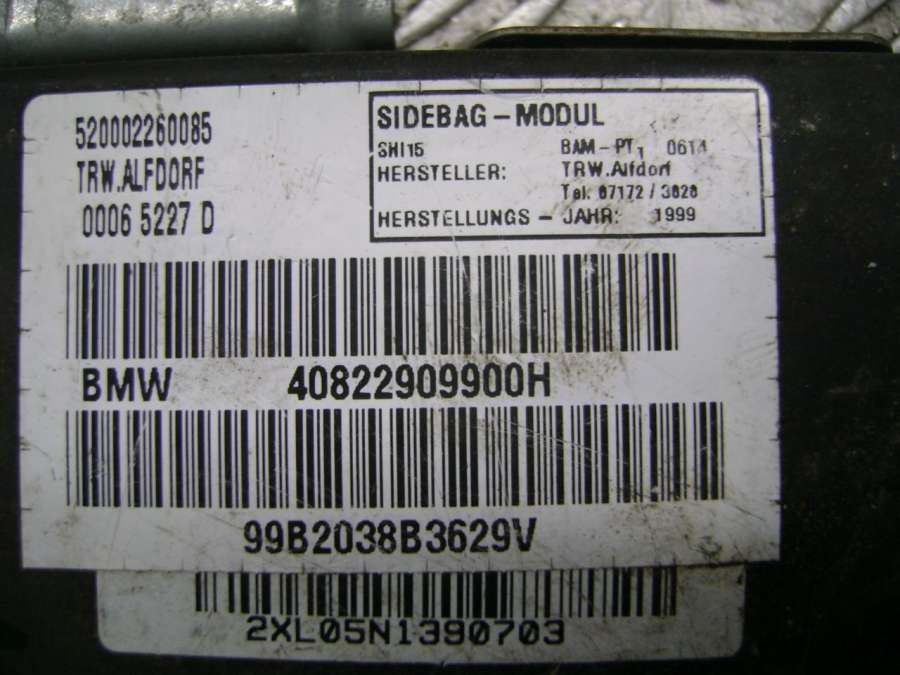 520002260085
TRW.ALFDORF
0006 5227 D
SIDEBAG - MODUL
SHI15 BAM - PT1 0614
HERSTELLER: TRW.Alfdorf
Tel. 07172 / 3028
HERSTELLUNGS - JAHR: 1999
BMW 40822909900H
99B2038B3629V
2XL05N1390703